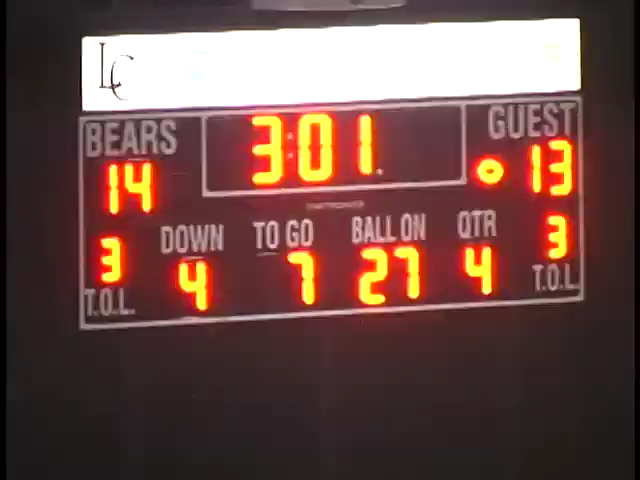 LC
BEARS 3:01 GUEST
14 13
DOWN TO GO BALL ON QTR
3 4 7 27 4 3
T.O.L. T.O.L.